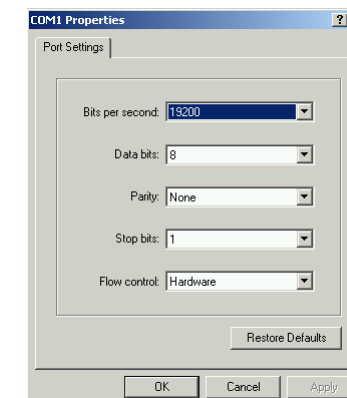 COM1 Properties ?
Port Settings
Bits per second: 19200
Data bits: 8
Parity: None
Stop bits: 1
Flow control: Hardware
Restore Defaults
OK Cancel Apply